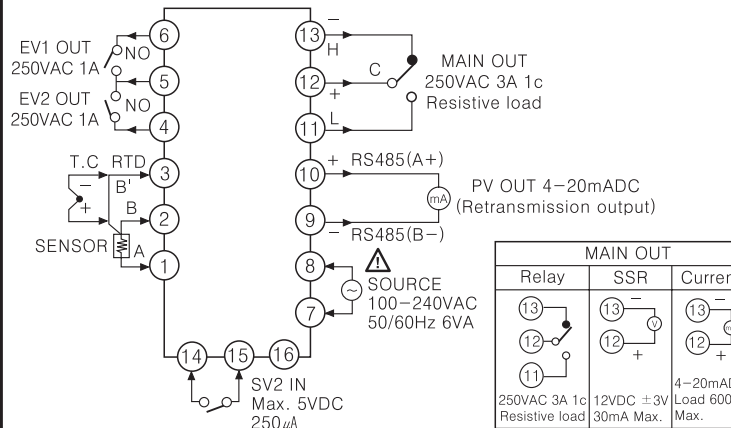 6
EV1 OUT
250VAC 1A
NO
5
EV2 OUT
250VAC 1A
NO
4
T.C RTD
3
−
B'
+
B
2
SENSOR
A
1
13
−
H
12
C
+
MAIN OUT
250VAC 3A 1c
Resistive load
L
11
10
+ RS485(A+)
mA
PV OUT 4−20mADC
(Retransmission output)
9
− RS485(B−)
8
SOURCE
100−240VAC
50/60Hz 6VA
7
14 15 16
SV2 IN
Max. 5VDC
250㎂
MAIN OUT
Relay SSR
13 13 − 13 −
V
12 12 + 12 +
11
250VAC 3A 1c
Resistive load
12VDC ±3V
30mA Max.
Max.